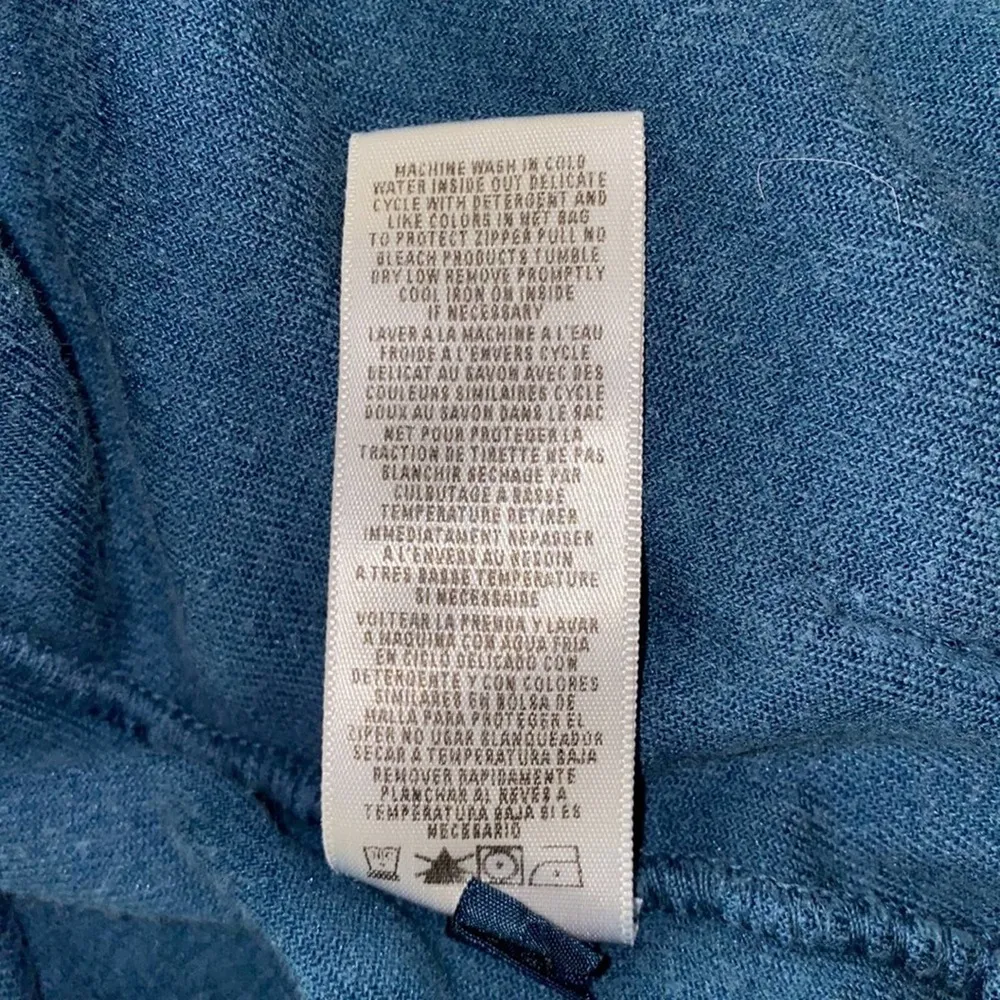 MACHINE WASH IN COLD
WATER INSIDE OUT DELICATE
CYCLE WITH DETERGENT AND
LIKE COLORS IN NET BAG
TO PROTECT ZIPPER PULL NO
BLEACH PRODUCTS TUMBLE
DRY LOW REMOVE PROMPTLY
COOL IRON ON INSIDE
IF NECESSARY
LAVER A LA MACHINE A L'EAU
FROIDE A L'ENVERS CYCLE
DELICAT AU SAVON AVEC DES
COULEURS SIMILAIRES CYCLE
DOUX AU SAVON DANS LE SAC
NET POUR PROTEGER LA
TRACTION DE TIRETTE NE PAS
BLANCHIR SECHAGE PAR
CULBUTAGE A BASSE
TEMPERATURE RETIRER
IMMEDIATAMENT REPASSER
A L'ENVERS AU BESOIN
A TRES BASSE TEMPERATURE
SI NECESSAIRE
VOLTEAR LA PRENDA Y LAVAR
A MAQUINA CON AGUA FRIA
EN CICLO DELICADO CON
DETERGENTE Y CON COLORES
SIMILARES EN BOLSA DE
MALLA PARA PROTEGER EL
CIPER NO USAR BLANQUEADOR
SECAR A TEMPERATURA BAJA
REMOVER RAPIDAMENTE
PLANCHAR AL REVES A
TEMPERATURA BAJA SI ES
NECESSARIO